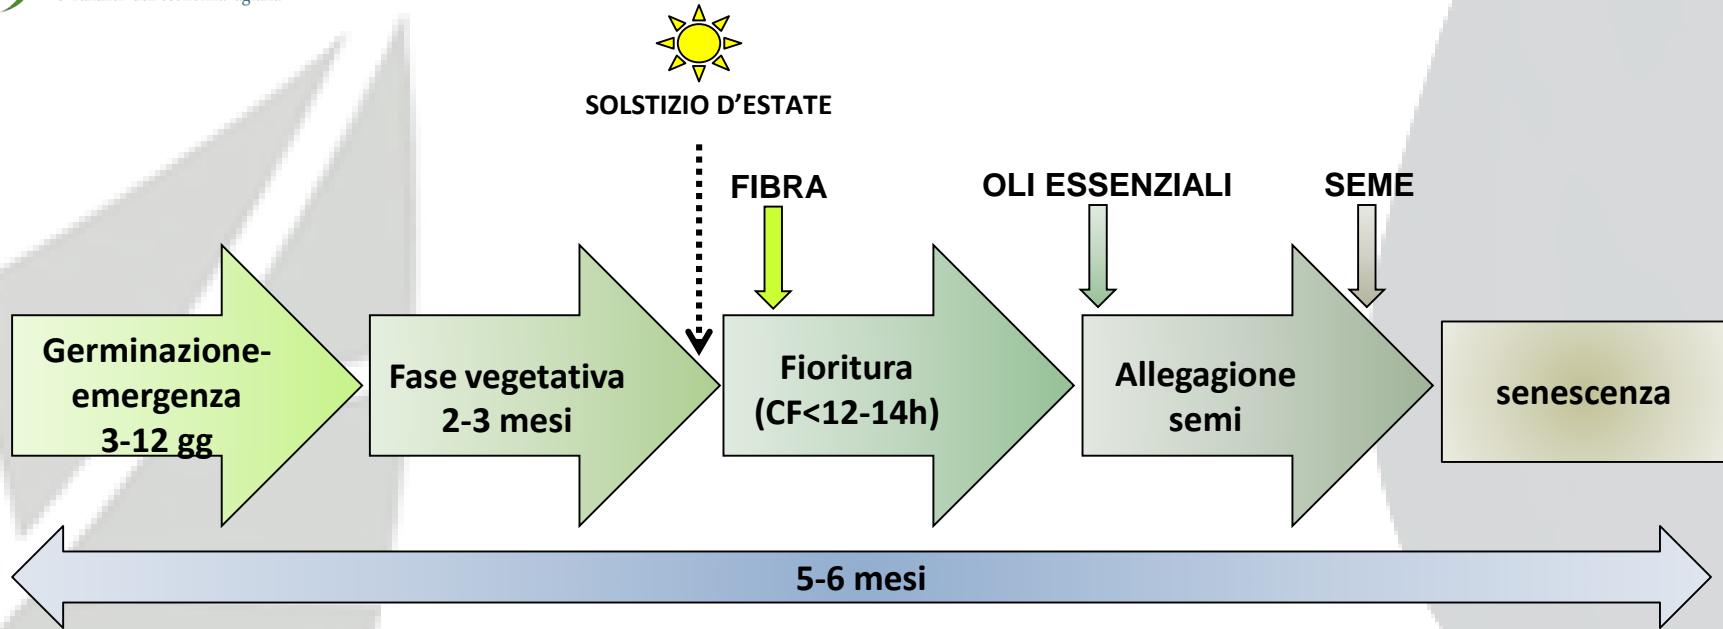 SOLSTIZIO D’ESTATE
FIBRA
OLI ESSENZIALI
SEME
Germinazione-
emergenza
3-12 gg
Fase vegetativa
2-3 mesi
Fioritura
(CF<12-14h)
Allegagione
semi
senescenza
5-6 mesi